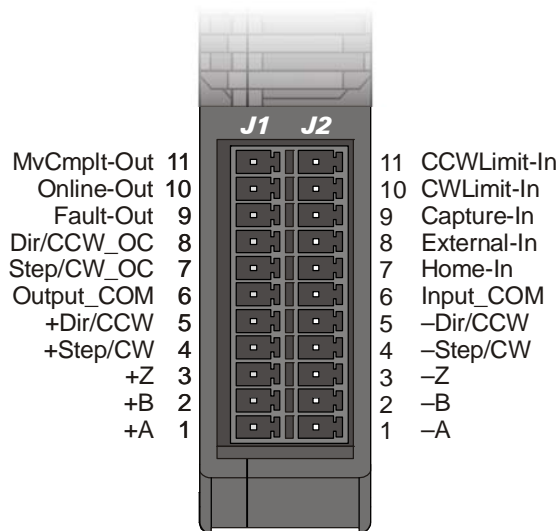 J1 J2
MvCmplt-Out 11 11 CCWLimit-In
Online-Out 10 10 CWLimit-In
Fault-Out 9 9 Capture-In
Dir/CCW_OC 8 8 External-In
Step/CW_OC 7 7 Home-In
Output_COM 6 6 Input_COM
+Dir/CCW 5 5 –Dir/CCW
+Step/CW 4 4 –Step/CW
+Z 3 3 –Z
+B 2 2 –B
+A 1 1 –A